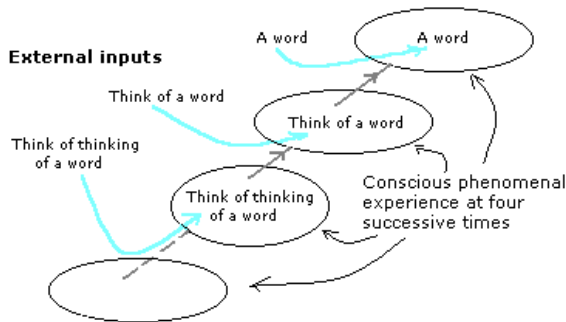 A word
A word
External inputs
Think of a word
Think of a word
Think of thinking
of a word
Think of thinking
of a word
Conscious phenomenal
experience at four
successive times